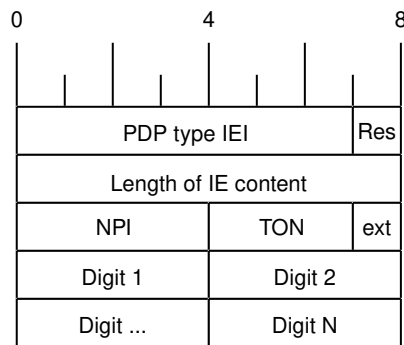 0 4 8
PDP type IEI Res
Length of IE content
NPI TON ext
Digit 1 Digit 2
Digit ... Digit N